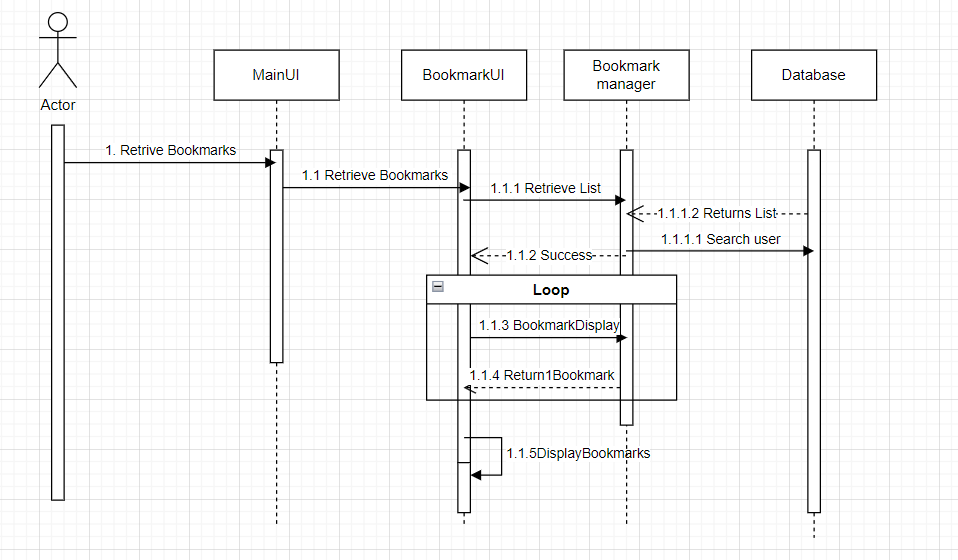 Actor
MainUI
BookmarkUI
Bookmark
manager
Database
1. Retrive Bookmarks
1.1 Retrieve Bookmarks
1.1.1 Retrieve List
1.1.1.2 Returns List
1.1.1.1 Search user
1.1.2 Success
Loop
1.1.3 BookmarkDisplay
1.1.4 Return1Bookmark
1.1.5DisplayBookmarks